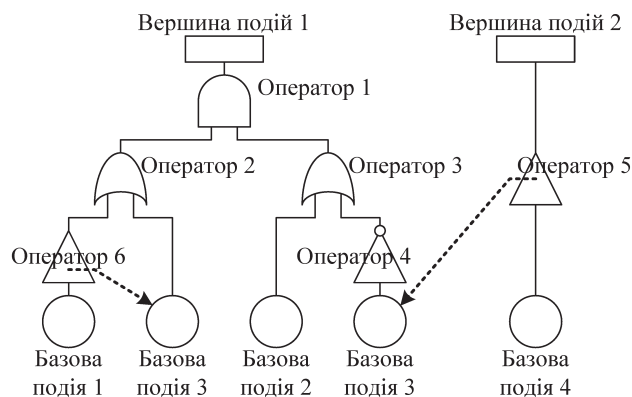 Вершина подій 1
Вершина подій 2
Оператор 1
Оператор 2
Оператор 3
Оператор 5
Оператор 6
Оператор 4
Базова
подія 1
Базова
подія 3
Базова
подія 2
Базова
подія 3
Базова
подія 4